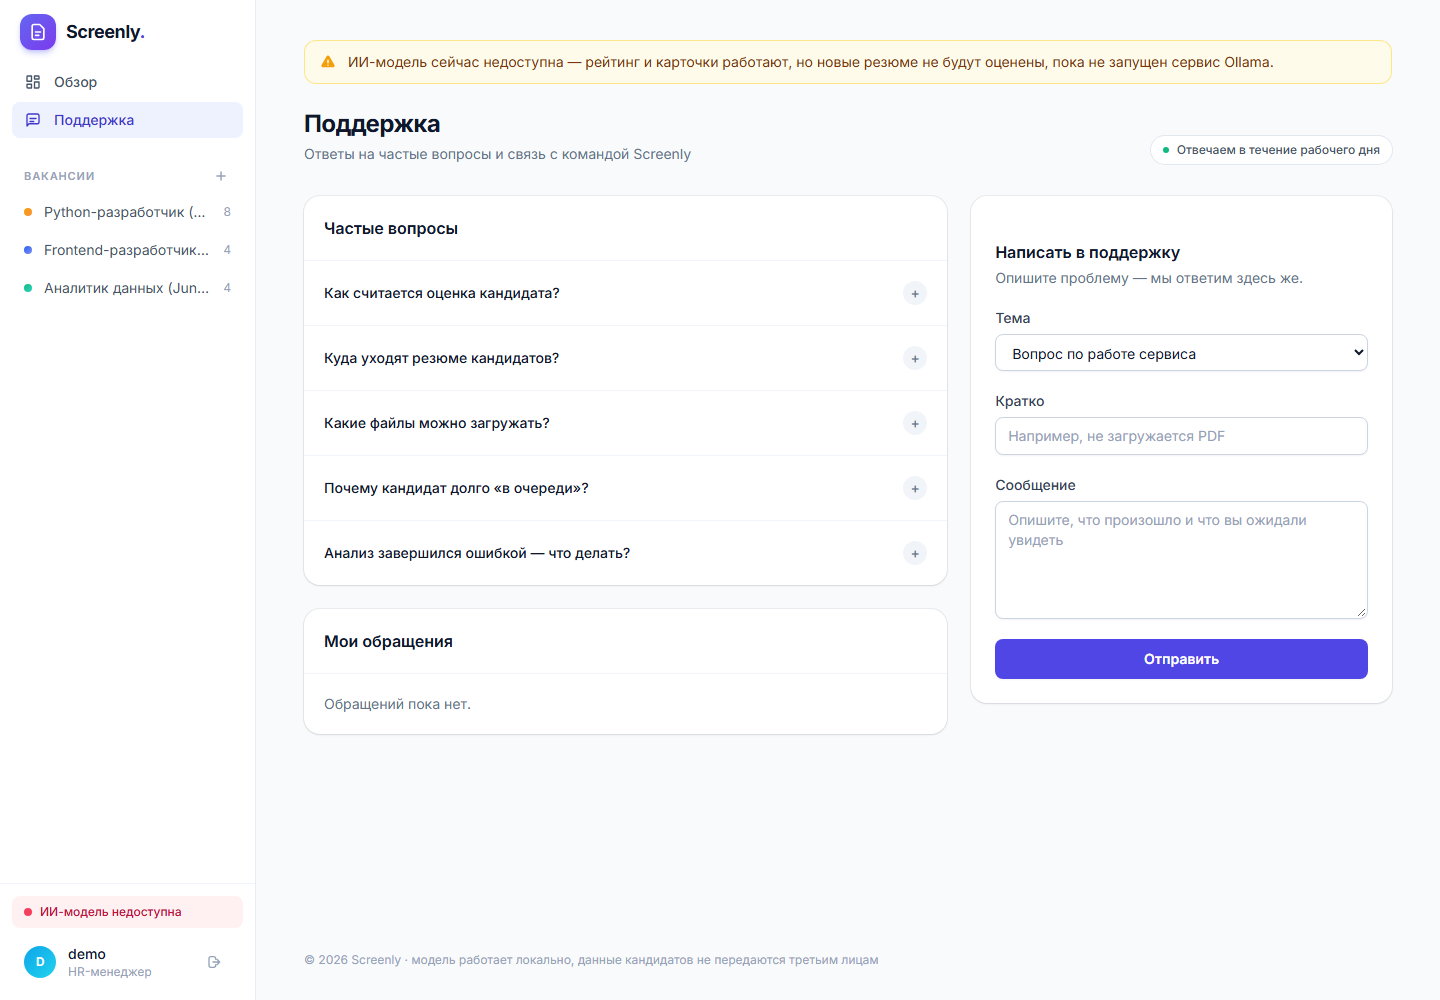 Screenly.
Обзор
Поддержка
ВАКАНСИИ
Python-разработчик (... 8
Frontend-разработчик... 4
Аналитик данных (Jun... 4
ИИ-модель недоступна
D
demo
HR-менеджер
ИИ-модель сейчас недоступна — рейтинг и карточки работают, но новые резюме не будут оценены, пока не запущен сервис Ollama.
Поддержка
Ответы на частые вопросы и связь с командой Screenly
Отвечаем в течение рабочего дня
Частые вопросы
Как считается оценка кандидата?
Куда уходят резюме кандидатов?
Какие файлы можно загружать?
Почему кандидат долго «в очереди»?
Анализ завершился ошибкой — что делать?
Мои обращения
Обращений пока нет.
Написать в поддержку
Опишите проблему — мы ответим здесь же.
Тема
Вопрос по работе сервиса
Кратко
Например, не загружается PDF
Сообщение
Опишите, что произошло и что вы ожидали
увидеть
Отправить
© 2026 Screenly · модель работает локально, данные кандидатов не передаются третьим лицам